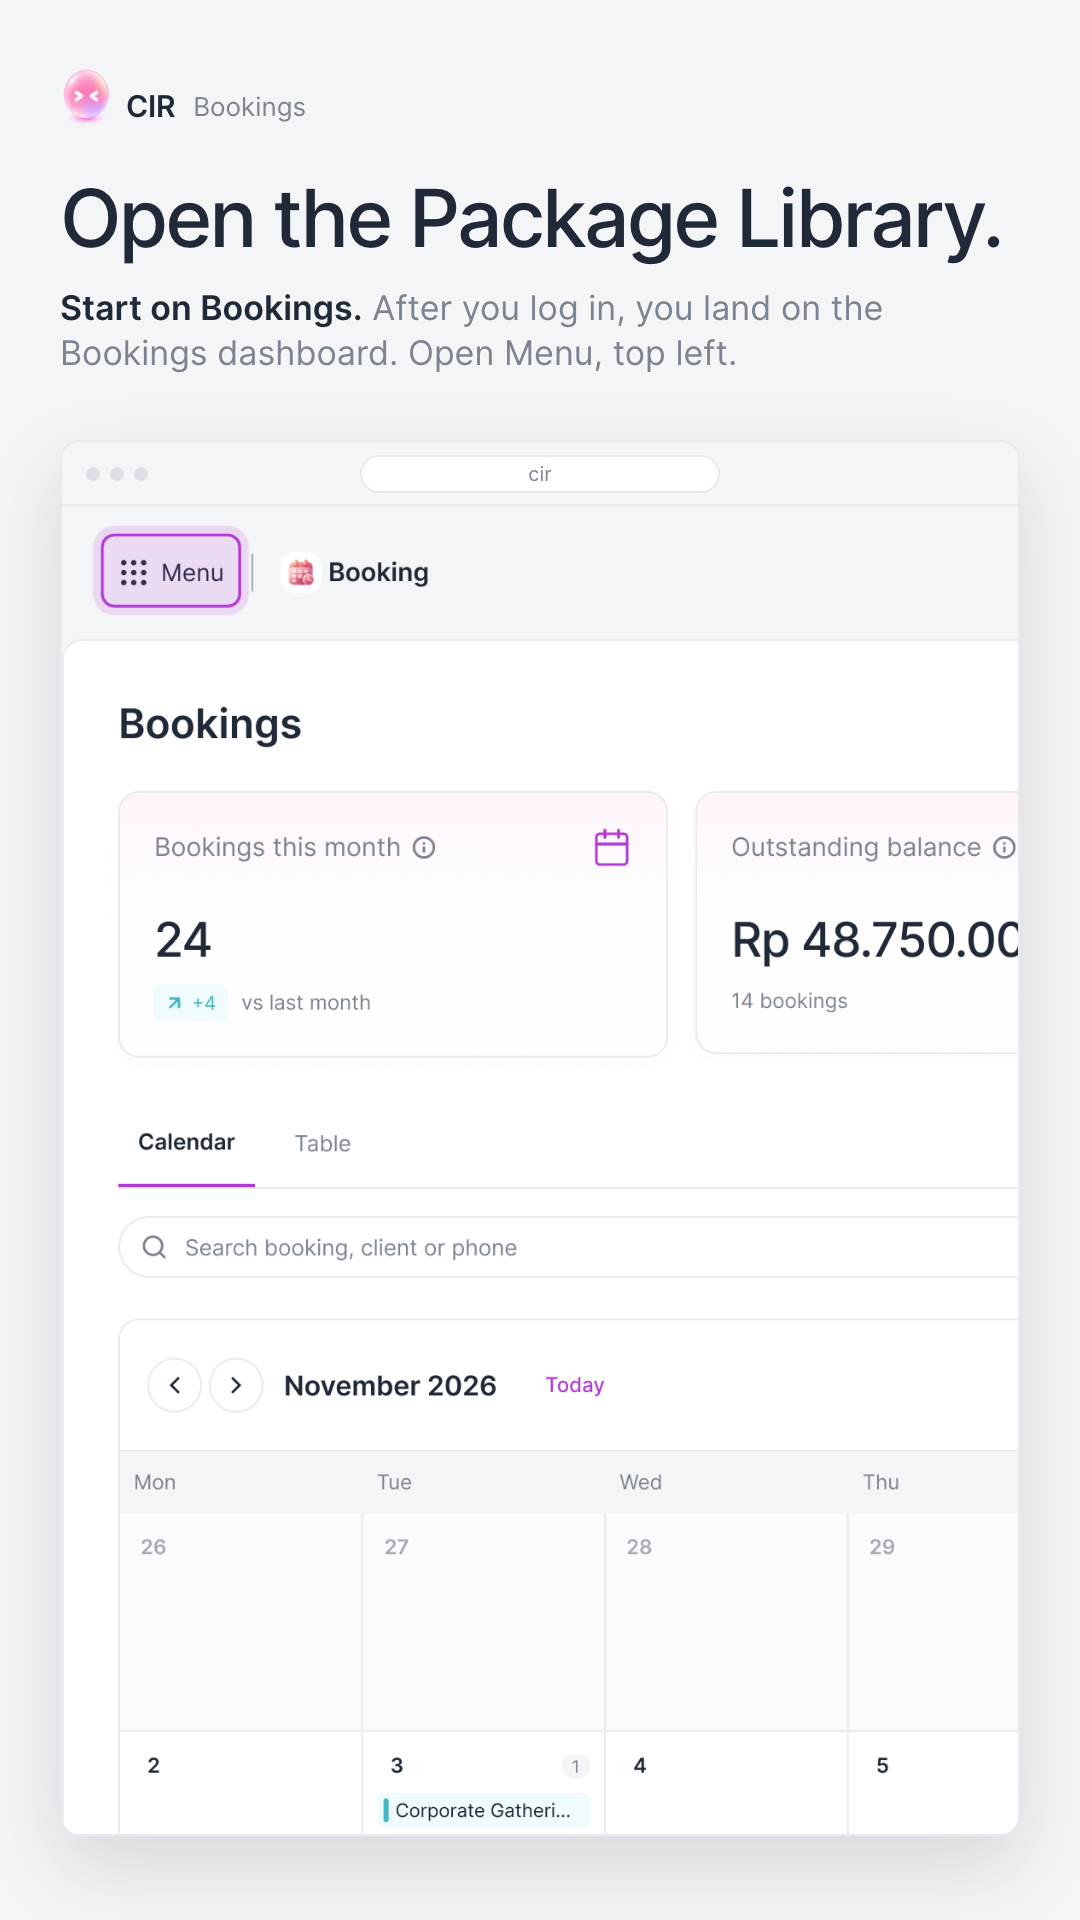 CIR Bookings
Open the Package Library.
Start on Bookings. After you log in, you land on the
Bookings dashboard. Open Menu, top left.
cir
Menu
Booking
Bookings
Bookings this month
Outstanding balance
24
Rp 48.750.00
+4 vs last month
14 bookings
Calendar
Table
Search booking, client or phone
November 2026
Today
Mon Tue Wed Thu
26 27 28 29
2 3 1 4 5
Corporate Gatheri...